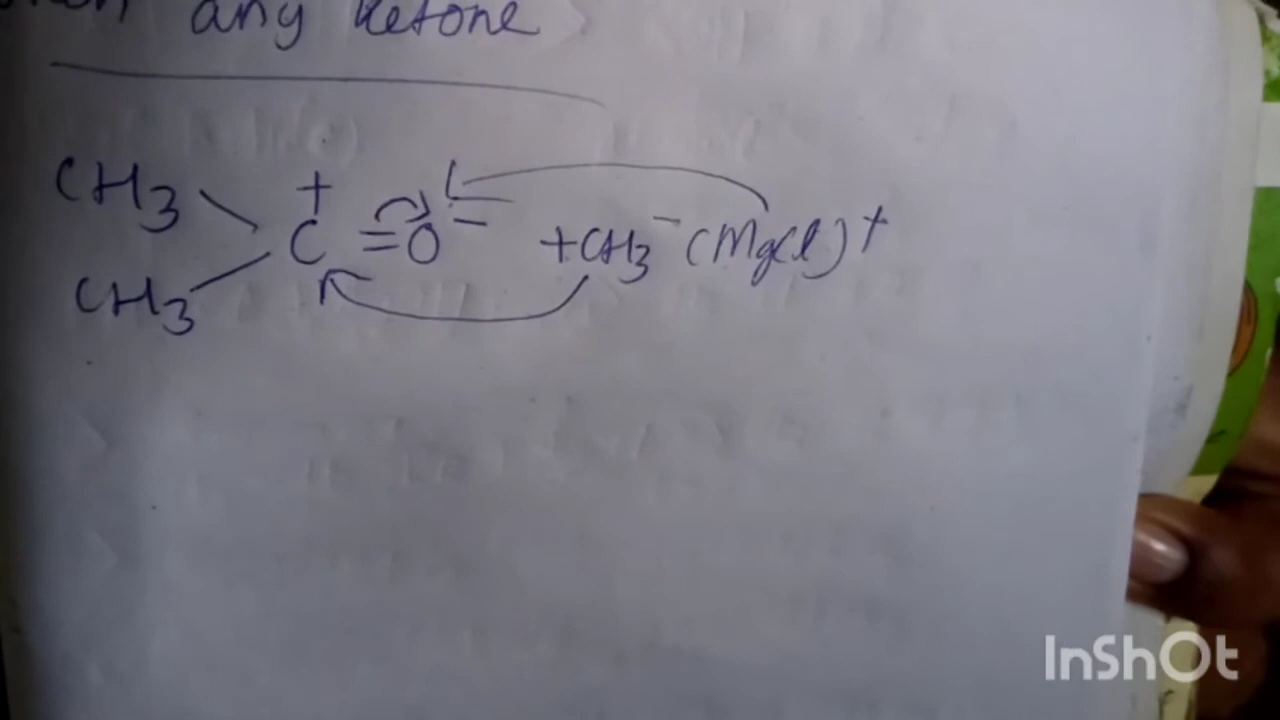 any ketone
CH3
+
C = O − + CH3− (MgCl)+
CH3
InShOt